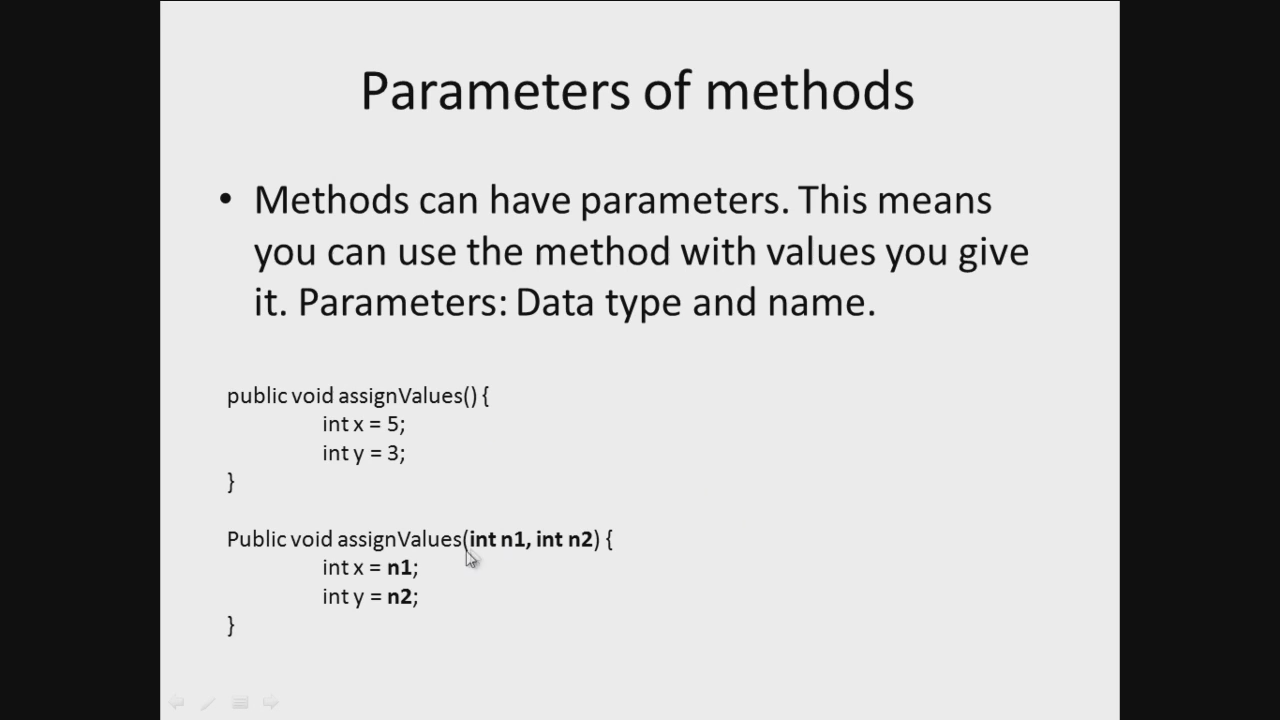 Parameters of methods
• Methods can have parameters. This means
you can use the method with values you give
it. Parameters: Data type and name.
public void assignValues() {
int x = 5;
int y = 3;
}
Public void assignValues(int n1, int n2) {
int x = n1;
int y = n2;
}